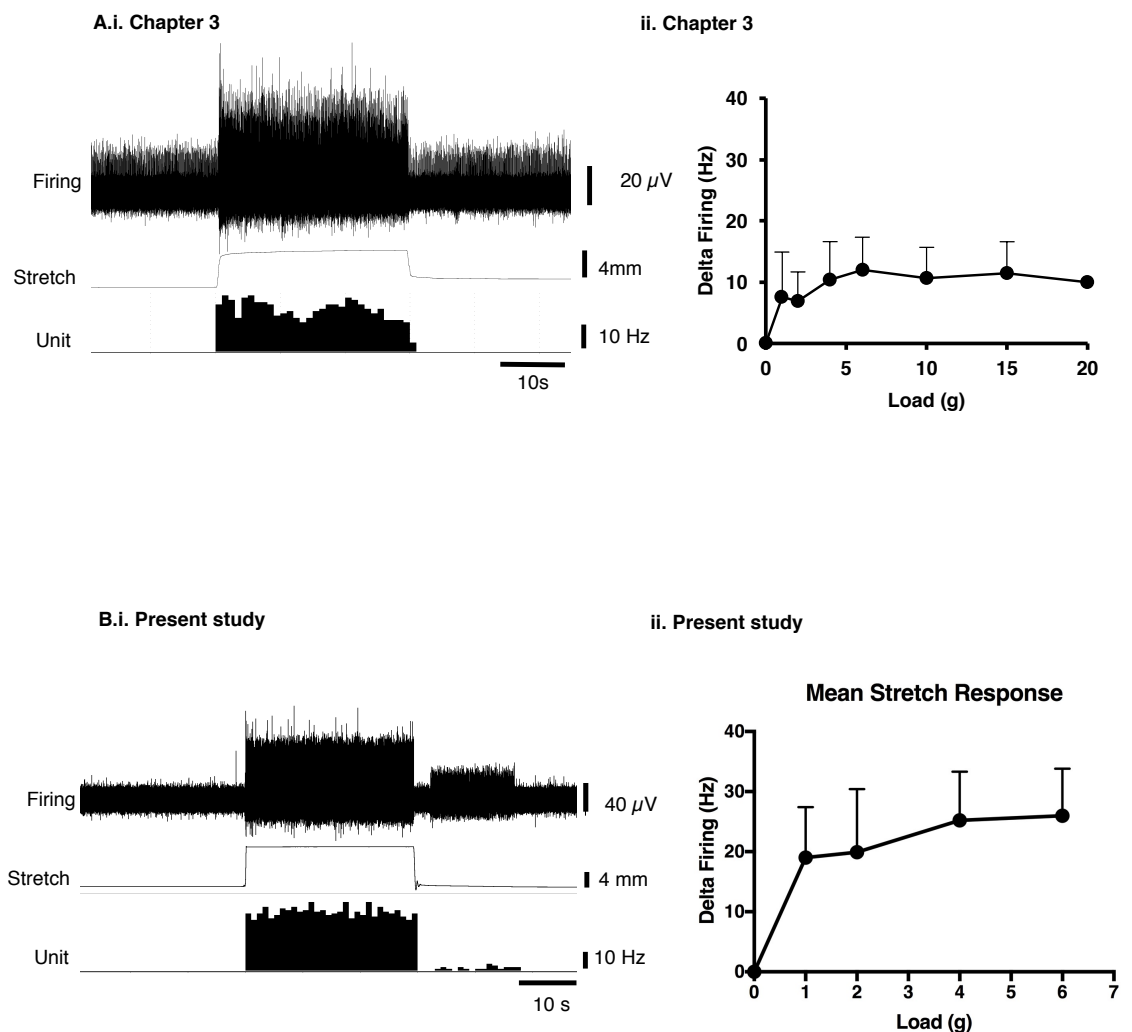 A.i. Chapter 3
ii. Chapter 3
Firing
20 µV
Stretch
4mm
Unit
10 Hz
10s
Delta Firing (Hz)
40
30
20
10
0
0 5 10 15 20
Load (g)
B.i. Present study
ii. Present study
Firing
40 µV
Stretch
4 mm
Unit
10 Hz
10 s
Mean Stretch Response
Delta Firing (Hz)
40
30
20
10
0
0 1 2 3 4 5 6 7
Load (g)